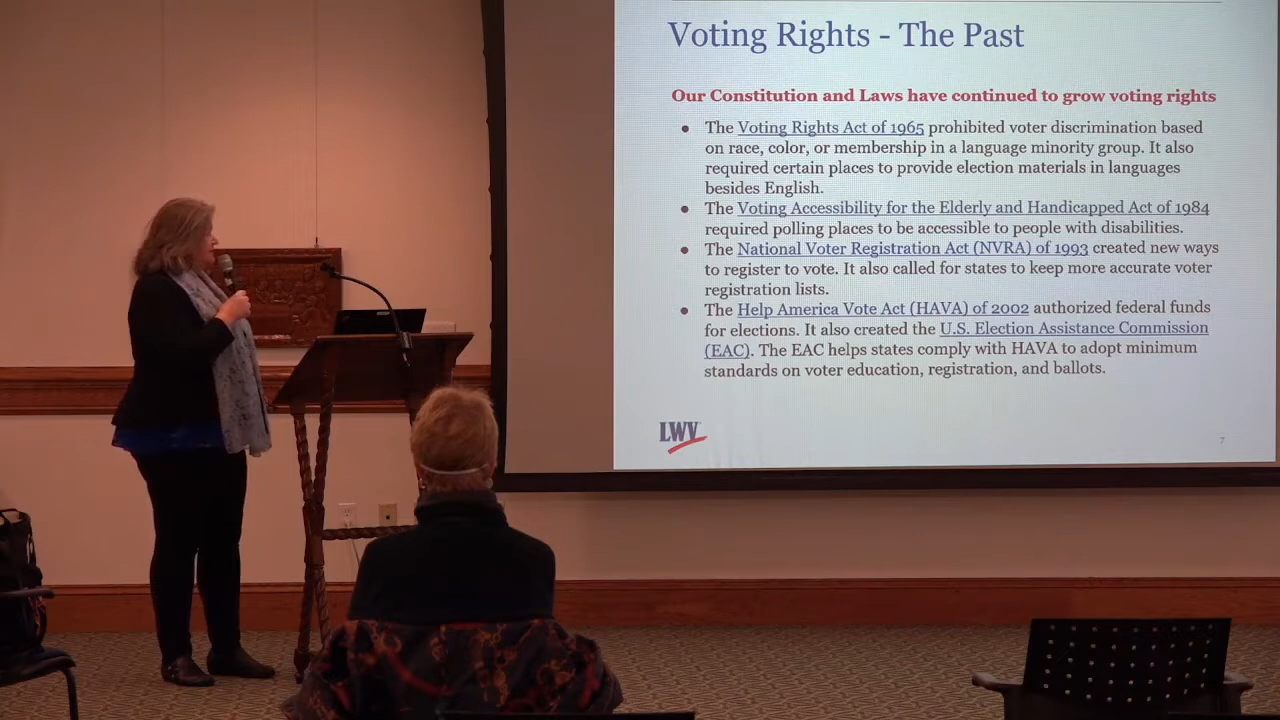 Voting Rights - The Past
Our Constitution and Laws have continued to grow voting rights
● The Voting Rights Act of 1965 prohibited voter discrimination based
on race, color, or membership in a language minority group. It also
required certain places to provide election materials in languages
besides English.
● The Voting Accessibility for the Elderly and Handicapped Act of 1984
required polling places to be accessible to people with disabilities.
● The National Voter Registration Act (NVRA) of 1993 created new ways
to register to vote. It also called for states to keep more accurate voter
registration lists.
● The Help America Vote Act (HAVA) of 2002 authorized federal funds
for elections. It also created the U.S. Election Assistance Commission
(EAC). The EAC helps states comply with HAVA to adopt minimum
standards on voter education, registration, and ballots.
LWV
7